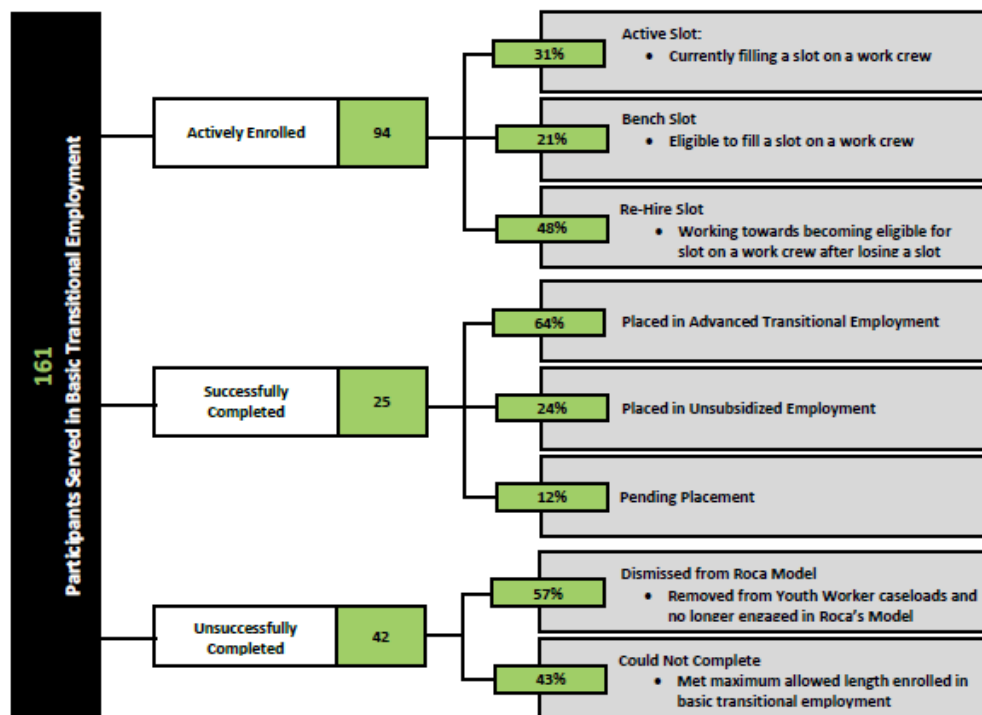 161
Participants Served in Basic Transitional Employment
Actively Enrolled
94
31%
Active Slot:
• Currently filling a slot on a work crew
21%
Bench Slot
• Eligible to fill a slot on a work crew
48%
Re-Hire Slot
• Working towards becoming eligible for
slot on a work crew after losing a slot
Successfully
Completed
25
64%
Placed in Advanced Transitional Employment
24%
Placed in Unsubsidized Employment
12%
Pending Placement
Unsuccessfully
Completed
42
57%
Dismissed from Roca Model
• Removed from Youth Worker caseloads and
no longer engaged in Roca's Model
43%
Could Not Complete
• Met maximum allowed length enrolled in
basic transitional employment